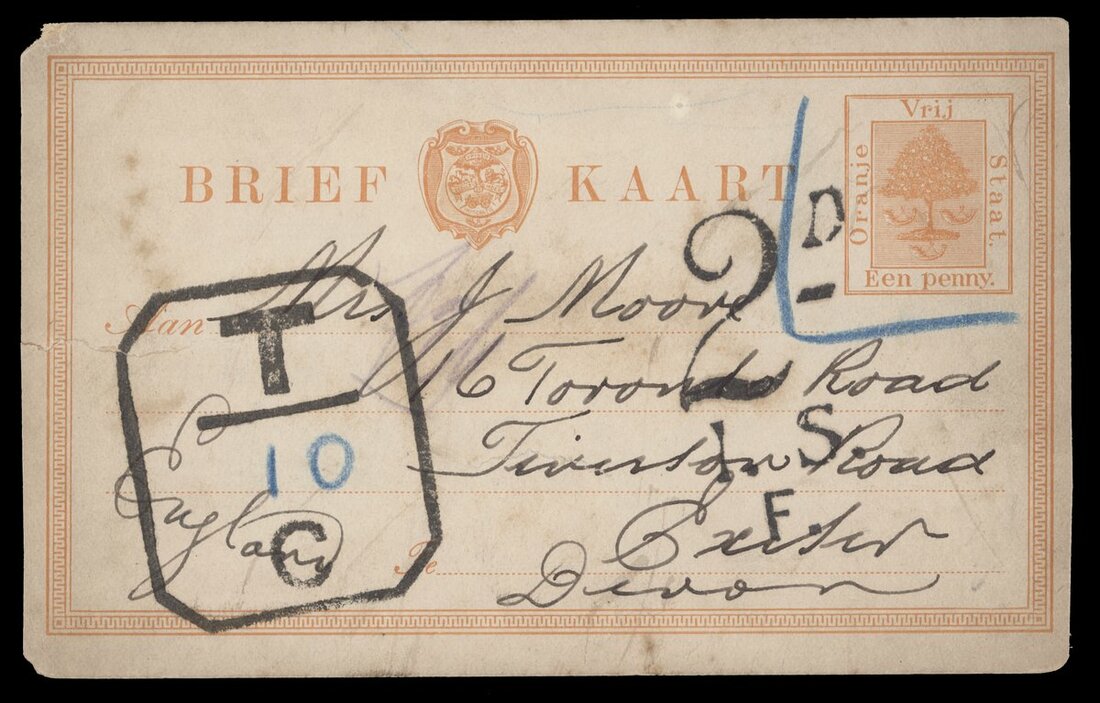 BRIEF KAART
Vrij
Oranje
Staat.
Een penny.
2D
Aan Mrs J Moore
T
16 Toronto Road
10
Tiverton Road
I.S.
F.
Exeter
England
C
Te
Devon